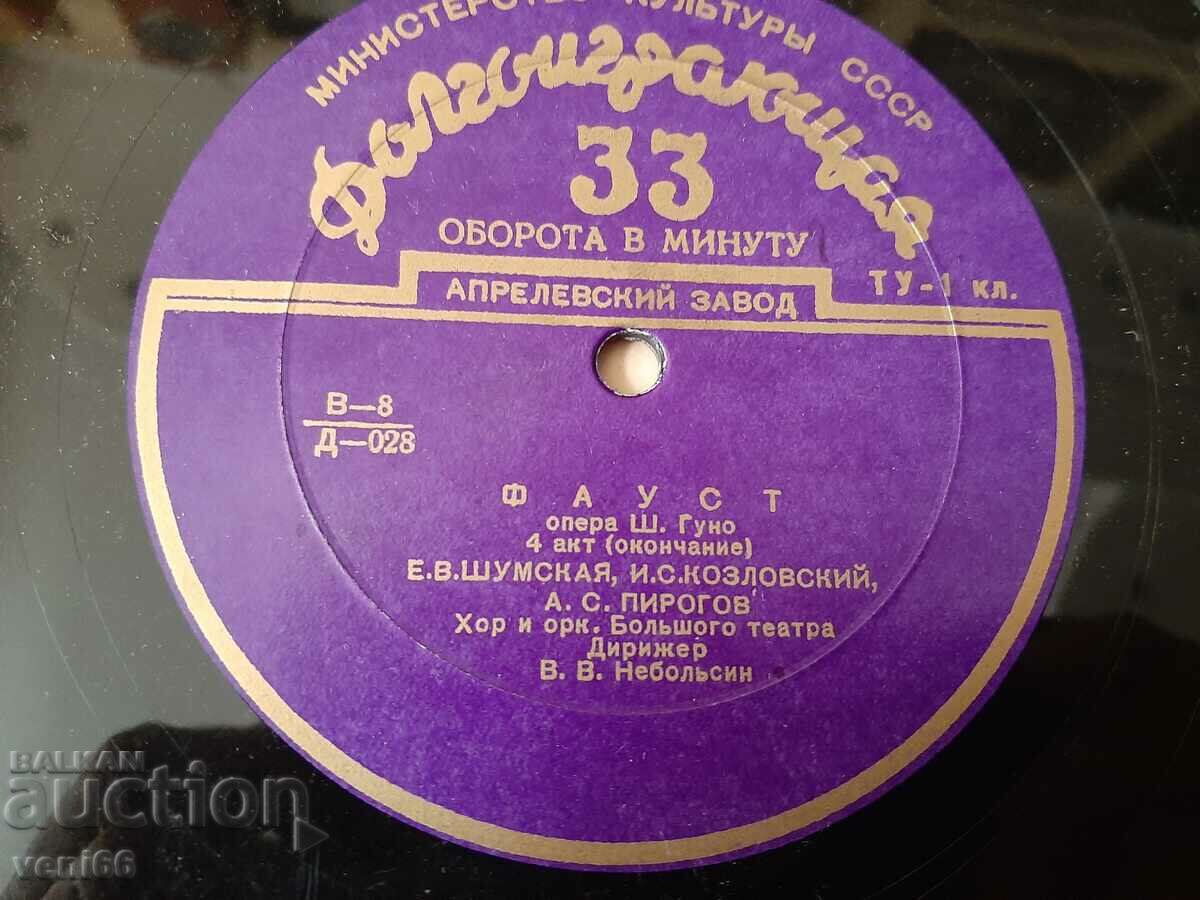 МИНИСТЕРСТВО КУЛЬТУРЫ СССР
Долгоиграющая
33
ОБОРОТА В МИНУТУ
АПРЕЛЕВСКИЙ ЗАВОД
ТУ-1 кл.
В—8
Д—028
ФАУСТ
опера Ш. Гуно
4 акт (окончание)
Е.В.ШУМСКАЯ, И.С.КОЗЛОВСКИЙ,
А. С. ПИРОГОВ
Хор и орк. Большого театра
Дирижер
В. В. Небольсин
BALKAN
auction
veni66